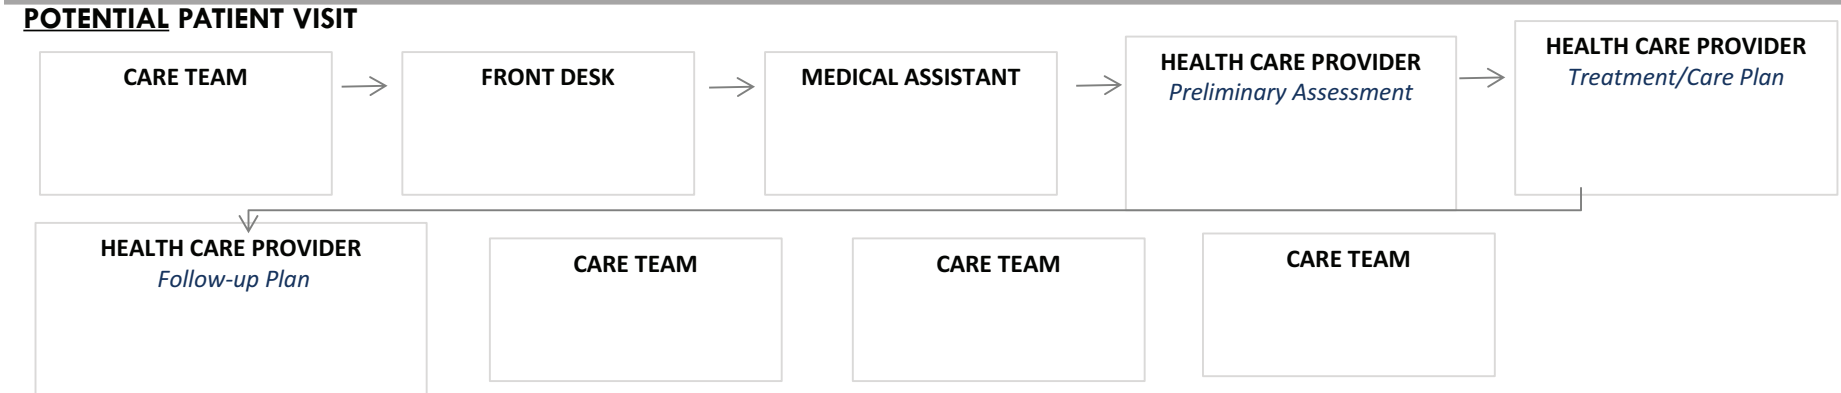 POTENTIAL PATIENT VISIT
CARE TEAM
FRONT DESK
MEDICAL ASSISTANT
HEALTH CARE PROVIDER
Preliminary Assessment
HEALTH CARE PROVIDER
Treatment/Care Plan
HEALTH CARE PROVIDER
Follow-up Plan
CARE TEAM
CARE TEAM
CARE TEAM